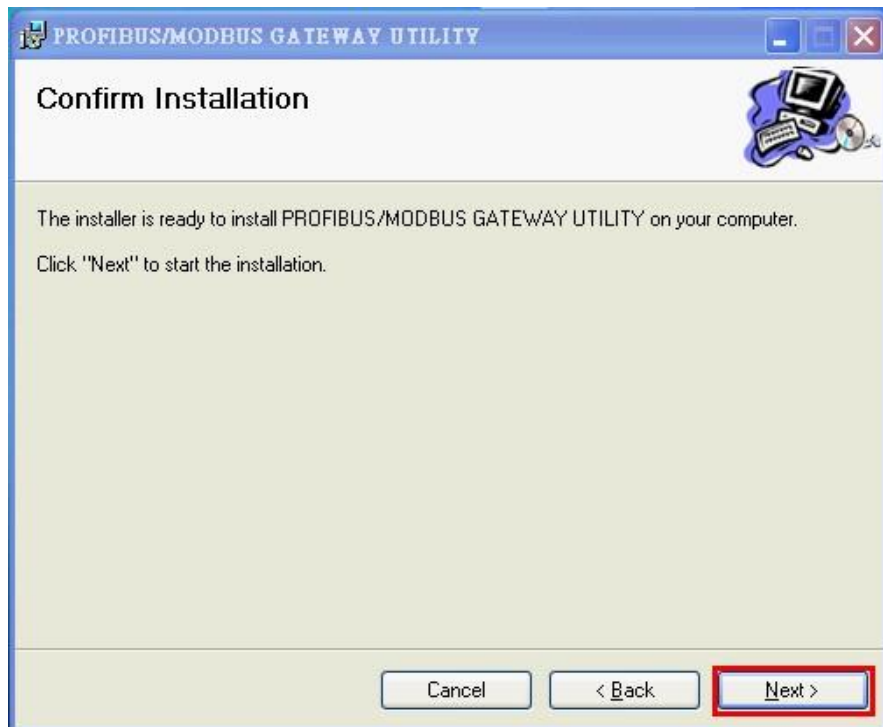 PROFIBUS/MODBUS GATEWAY UTILITY
Confirm Installation
The installer is ready to install PROFIBUS/MODBUS GATEWAY UTILITY on your computer.
Click "Next" to start the installation.
Cancel
< Back
Next >